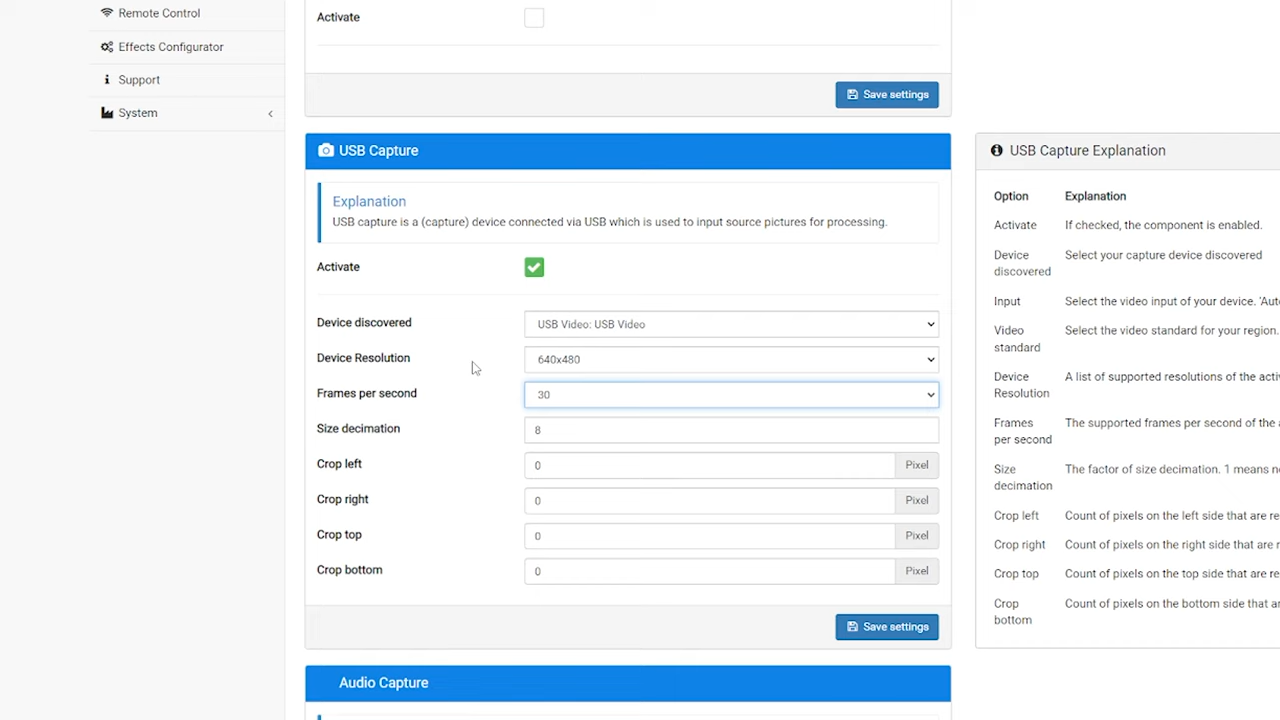 Remote Control
Effects Configurator
Support
System
Activate
Save settings
USB Capture
Explanation
USB capture is a (capture) device connected via USB which is used to input source pictures for processing.
Activate
Device discovered
USB Video: USB Video
Device Resolution
640x480
Frames per second
30
Size decimation
8
Crop left
0
Pixel
Crop right
0
Pixel
Crop top
0
Pixel
Crop bottom
0
Pixel
Save settings
Audio Capture
USB Capture Explanation
Option
Explanation
Activate
If checked, the component is enabled.
Device
discovered
Select your capture device discovered
Input
Select the video input of your device. 'Aut
Video
standard
Select the video standard for your region.
Device
Resolution
A list of supported resolutions of the acti
Frames
per second
The supported frames per second of the a
Size
decimation
The factor of size decimation. 1 means n
Crop left
Count of pixels on the left side that are re
Crop right
Count of pixels on the right side that are r
Crop top
Count of pixels on the top side that are re
Crop
bottom
Count of pixels on the bottom side that a